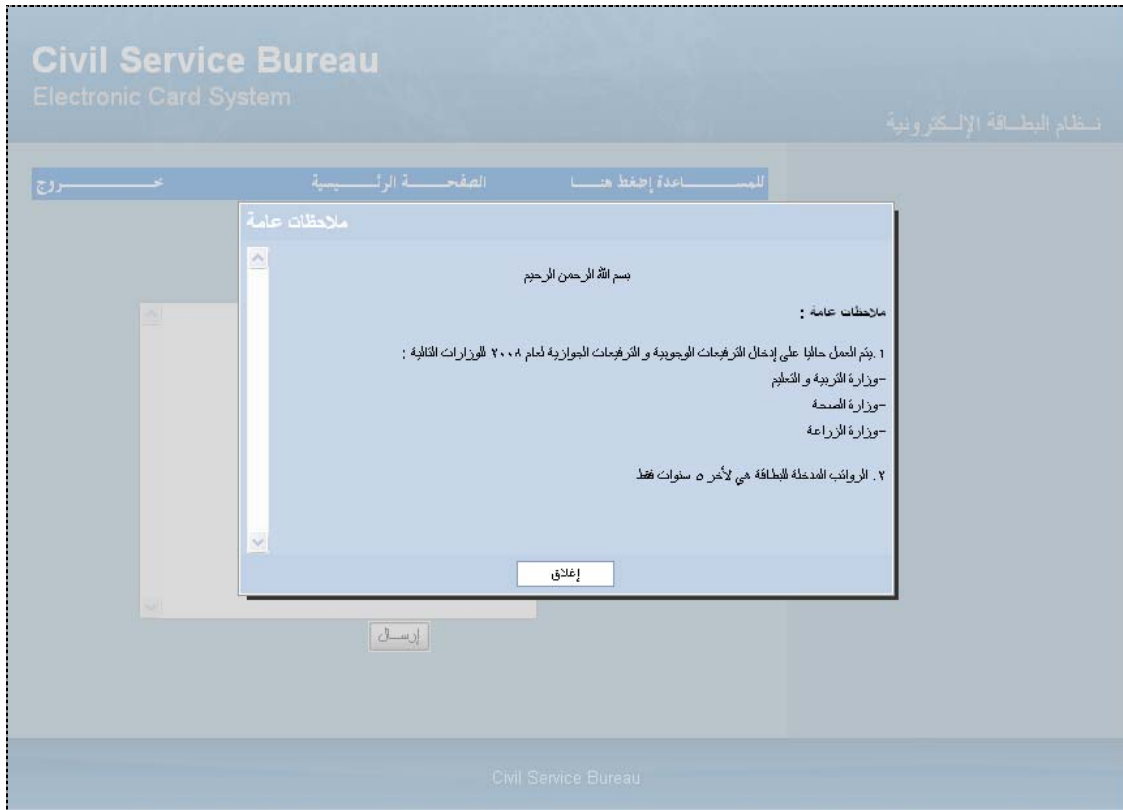 Civil Service Bureau
Electronic Card System
نظام البطاقة الإلكترونية
للمساعدة إضغط هنا
الصفحة الرئيسية
خروج
ملاحظات عامة
بسم الله الرحمن الرحيم
ملاحظات عامة :
١ .يتم العمل حاليا على إدخال الترفيعات الوجوبية و الترفيعات الجوازية لعام ٢٠٠٨ للوزارات التالية :
-وزارة التربية و التعليم
-وزارة الصحة
-وزارة الزراعة
٢. الرواتب المدخلة للبطاقة هي لأخر ٥ سنوات فقط
إغلاق
إرسال
Civil Service Bureau